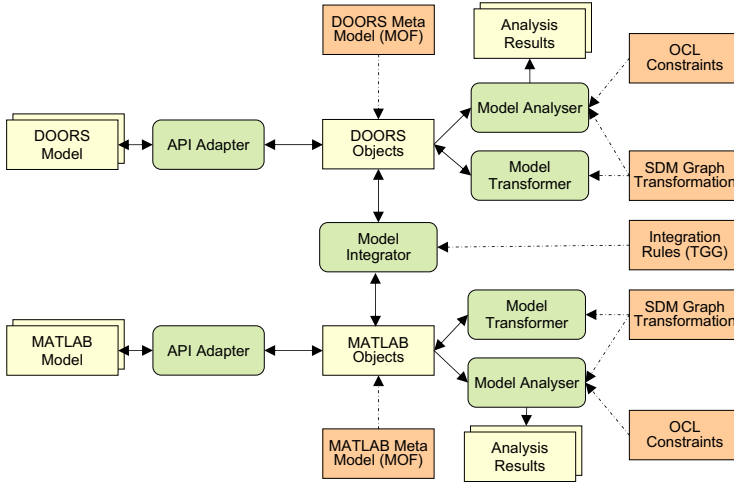 DOORS Meta
Model (MOF)
Analysis
Results
OCL
Constraints
Model Analyser
DOORS
Model
API Adapter
DOORS
Objects
Model
Transformer
SDM Graph
Transformation
Model
Integrator
Integration
Rules (TGG)
MATLAB
Model
API Adapter
MATLAB
Objects
Model
Transformer
SDM Graph
Transformation
Model Analyser
MATLAB Meta
Model (MOF)
Analysis
Results
OCL
Constraints